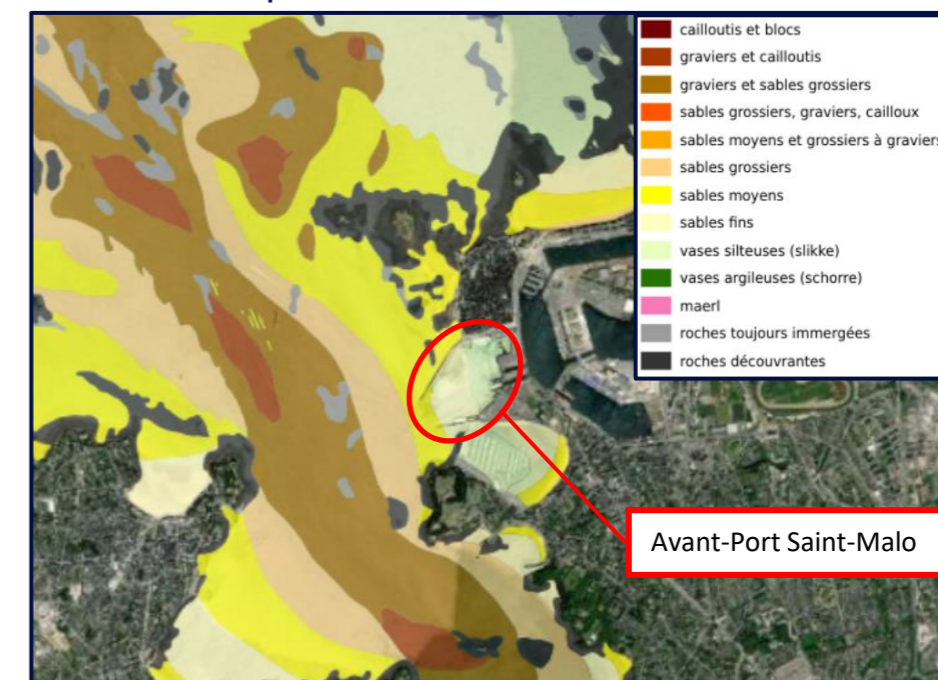 cailloutis et blocs
graviers et cailloutis
graviers et sables grossiers
sables grossiers, graviers, cailloux
sables moyens et grossiers à graviers
sables grossiers
sables moyens
sables fins
vases silteuses (slikke)
vases argileuses (schorre)
maerl
roches toujours immergées
roches découvrantes
Avant-Port Saint-Malo